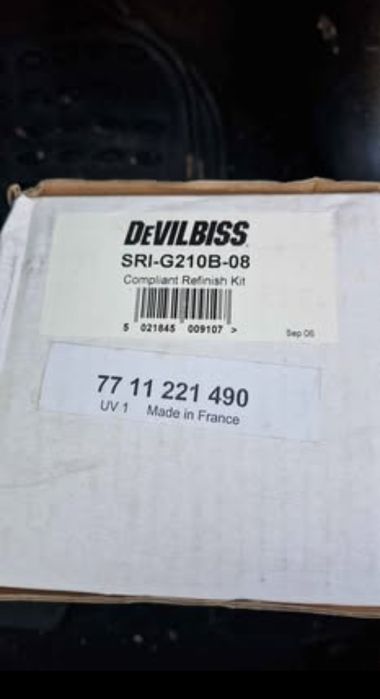 DEVILBISS
SRI-G210B-08
Compliant Refinish Kit
5 021845 009107 >
Sep 06
77 11 221 490
UV 1 Made in France